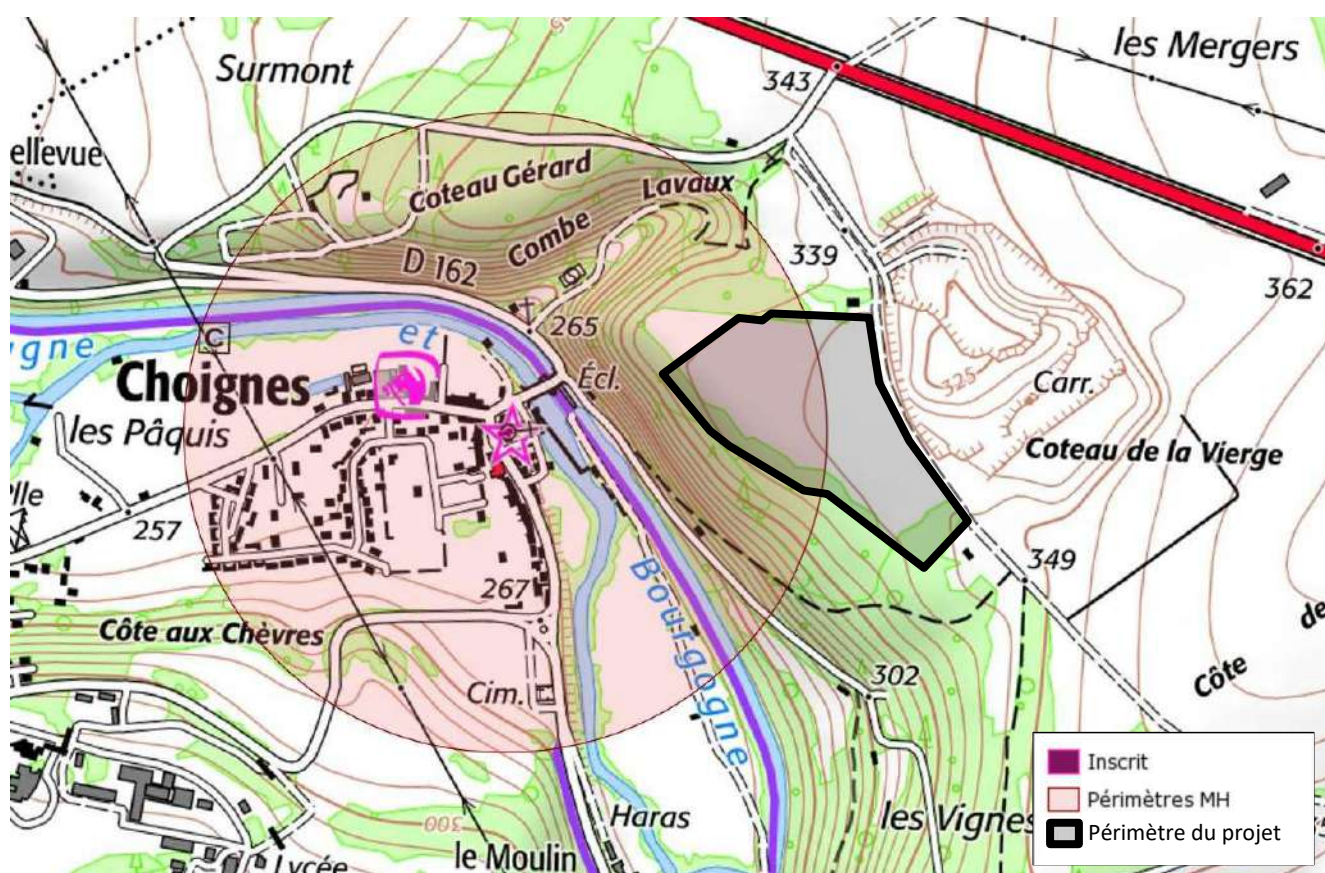 Surmont
les Mergers
343
ellevue
Coteau Gérard
Lavaux
Combe
D 162
339
362
265
gne
et
C
Choignes
Écl.
325
Carr.
les Pâquis
Coteau de la Vierge
lle
257
349
267
Bourgogne
de
Côte aux Chèvres
302
Côte
Cim.
Inscrit
Périmètres MH
Périmètre du projet
Haras
les Vignes
300
le Moulin
Lycée